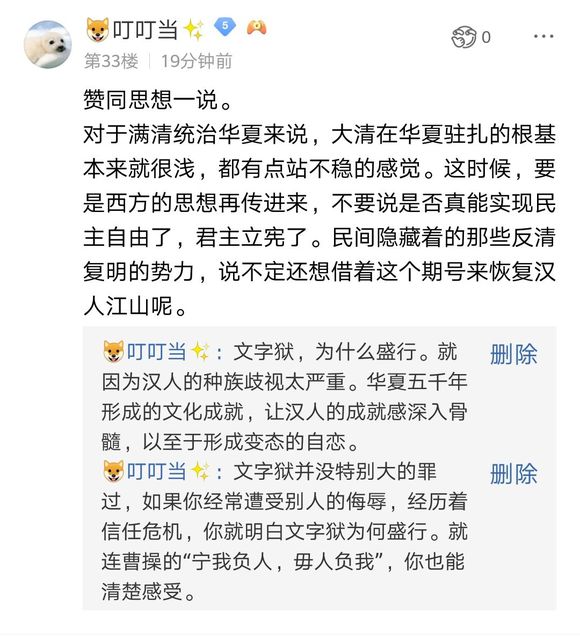 叮叮当 5
第33楼 19分钟前
0
赞同思想一说。
对于满清统治华夏来说，大清在华夏驻扎的根基
本来就很浅，都有点站不稳的感觉。这时候，要
是西方的思想再传进来，不要说是否真能实现民
主自由了，君主立宪了。民间隐藏着的那些反清
复明的势力，说不定还想借着这个期号来恢复汉
人江山呢。
叮叮当：文字狱，为什么盛行。就
因为汉人的种族歧视太严重。华夏五千年
形成的文化成就，让汉人的成就感深入骨
髓，以至于形成变态的自恋。
删除
叮叮当：文字狱并没特别大的罪
过，如果你经常遭受别人的侮辱，经历着
信任危机，你就明白文字狱为何盛行。就
连曹操的“宁我负人，毋人负我”，你也能
清楚感受。
删除